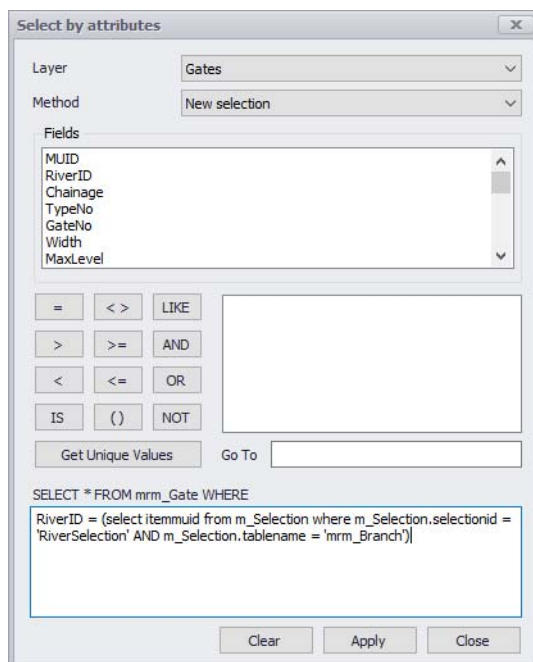 Select by attributes
Layer
Gates
Method
New selection
Fields
MUID
RiverID
Chainage
TypeNo
GateNo
Width
MaxLevel
= < > LIKE
> >= AND
< <= OR
IS () NOT
Get Unique Values
Go To
SELECT * FROM mrm_Gate WHERE
RiverID = (select itemmuid from m_Selection where m_Selection.selectionid =
'RiverSelection' AND m_Selection.tablename = 'mrm_Branch')
Clear
Apply
Close